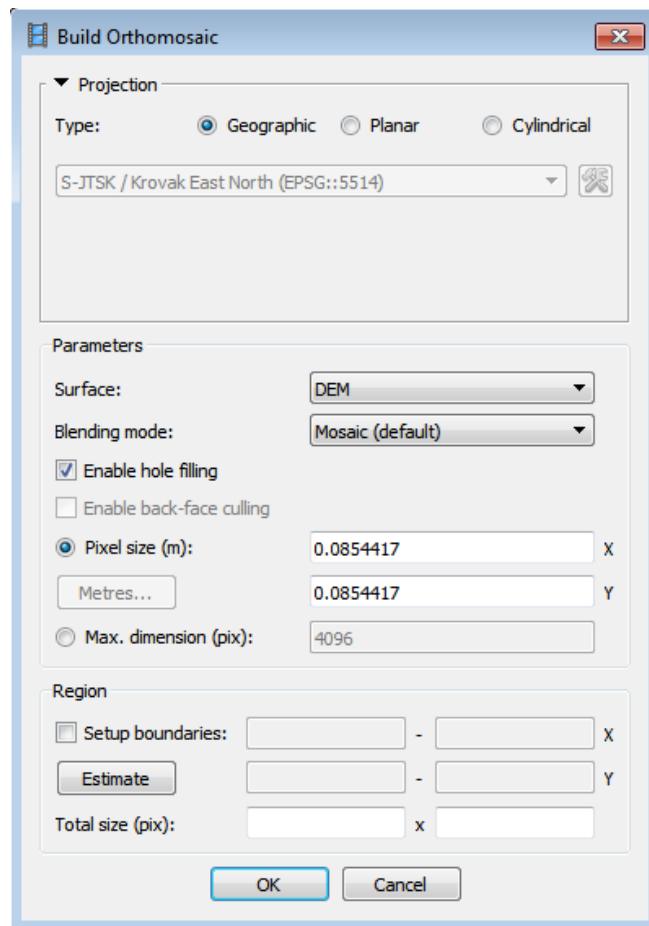 Build Orthomosaic
Projection
Type: Geographic Planar Cylindrical
S-JTSK / Krovak East North (EPSG::5514)
Parameters
Surface: DEM
Blending mode: Mosaic (default)
Enable hole filling
Enable back-face culling
Pixel size (m): 0.0854417 X
Metres... 0.0854417 Y
Max. dimension (pix): 4096
Region
Setup boundaries: - X
Estimate - Y
Total size (pix): x
OK Cancel